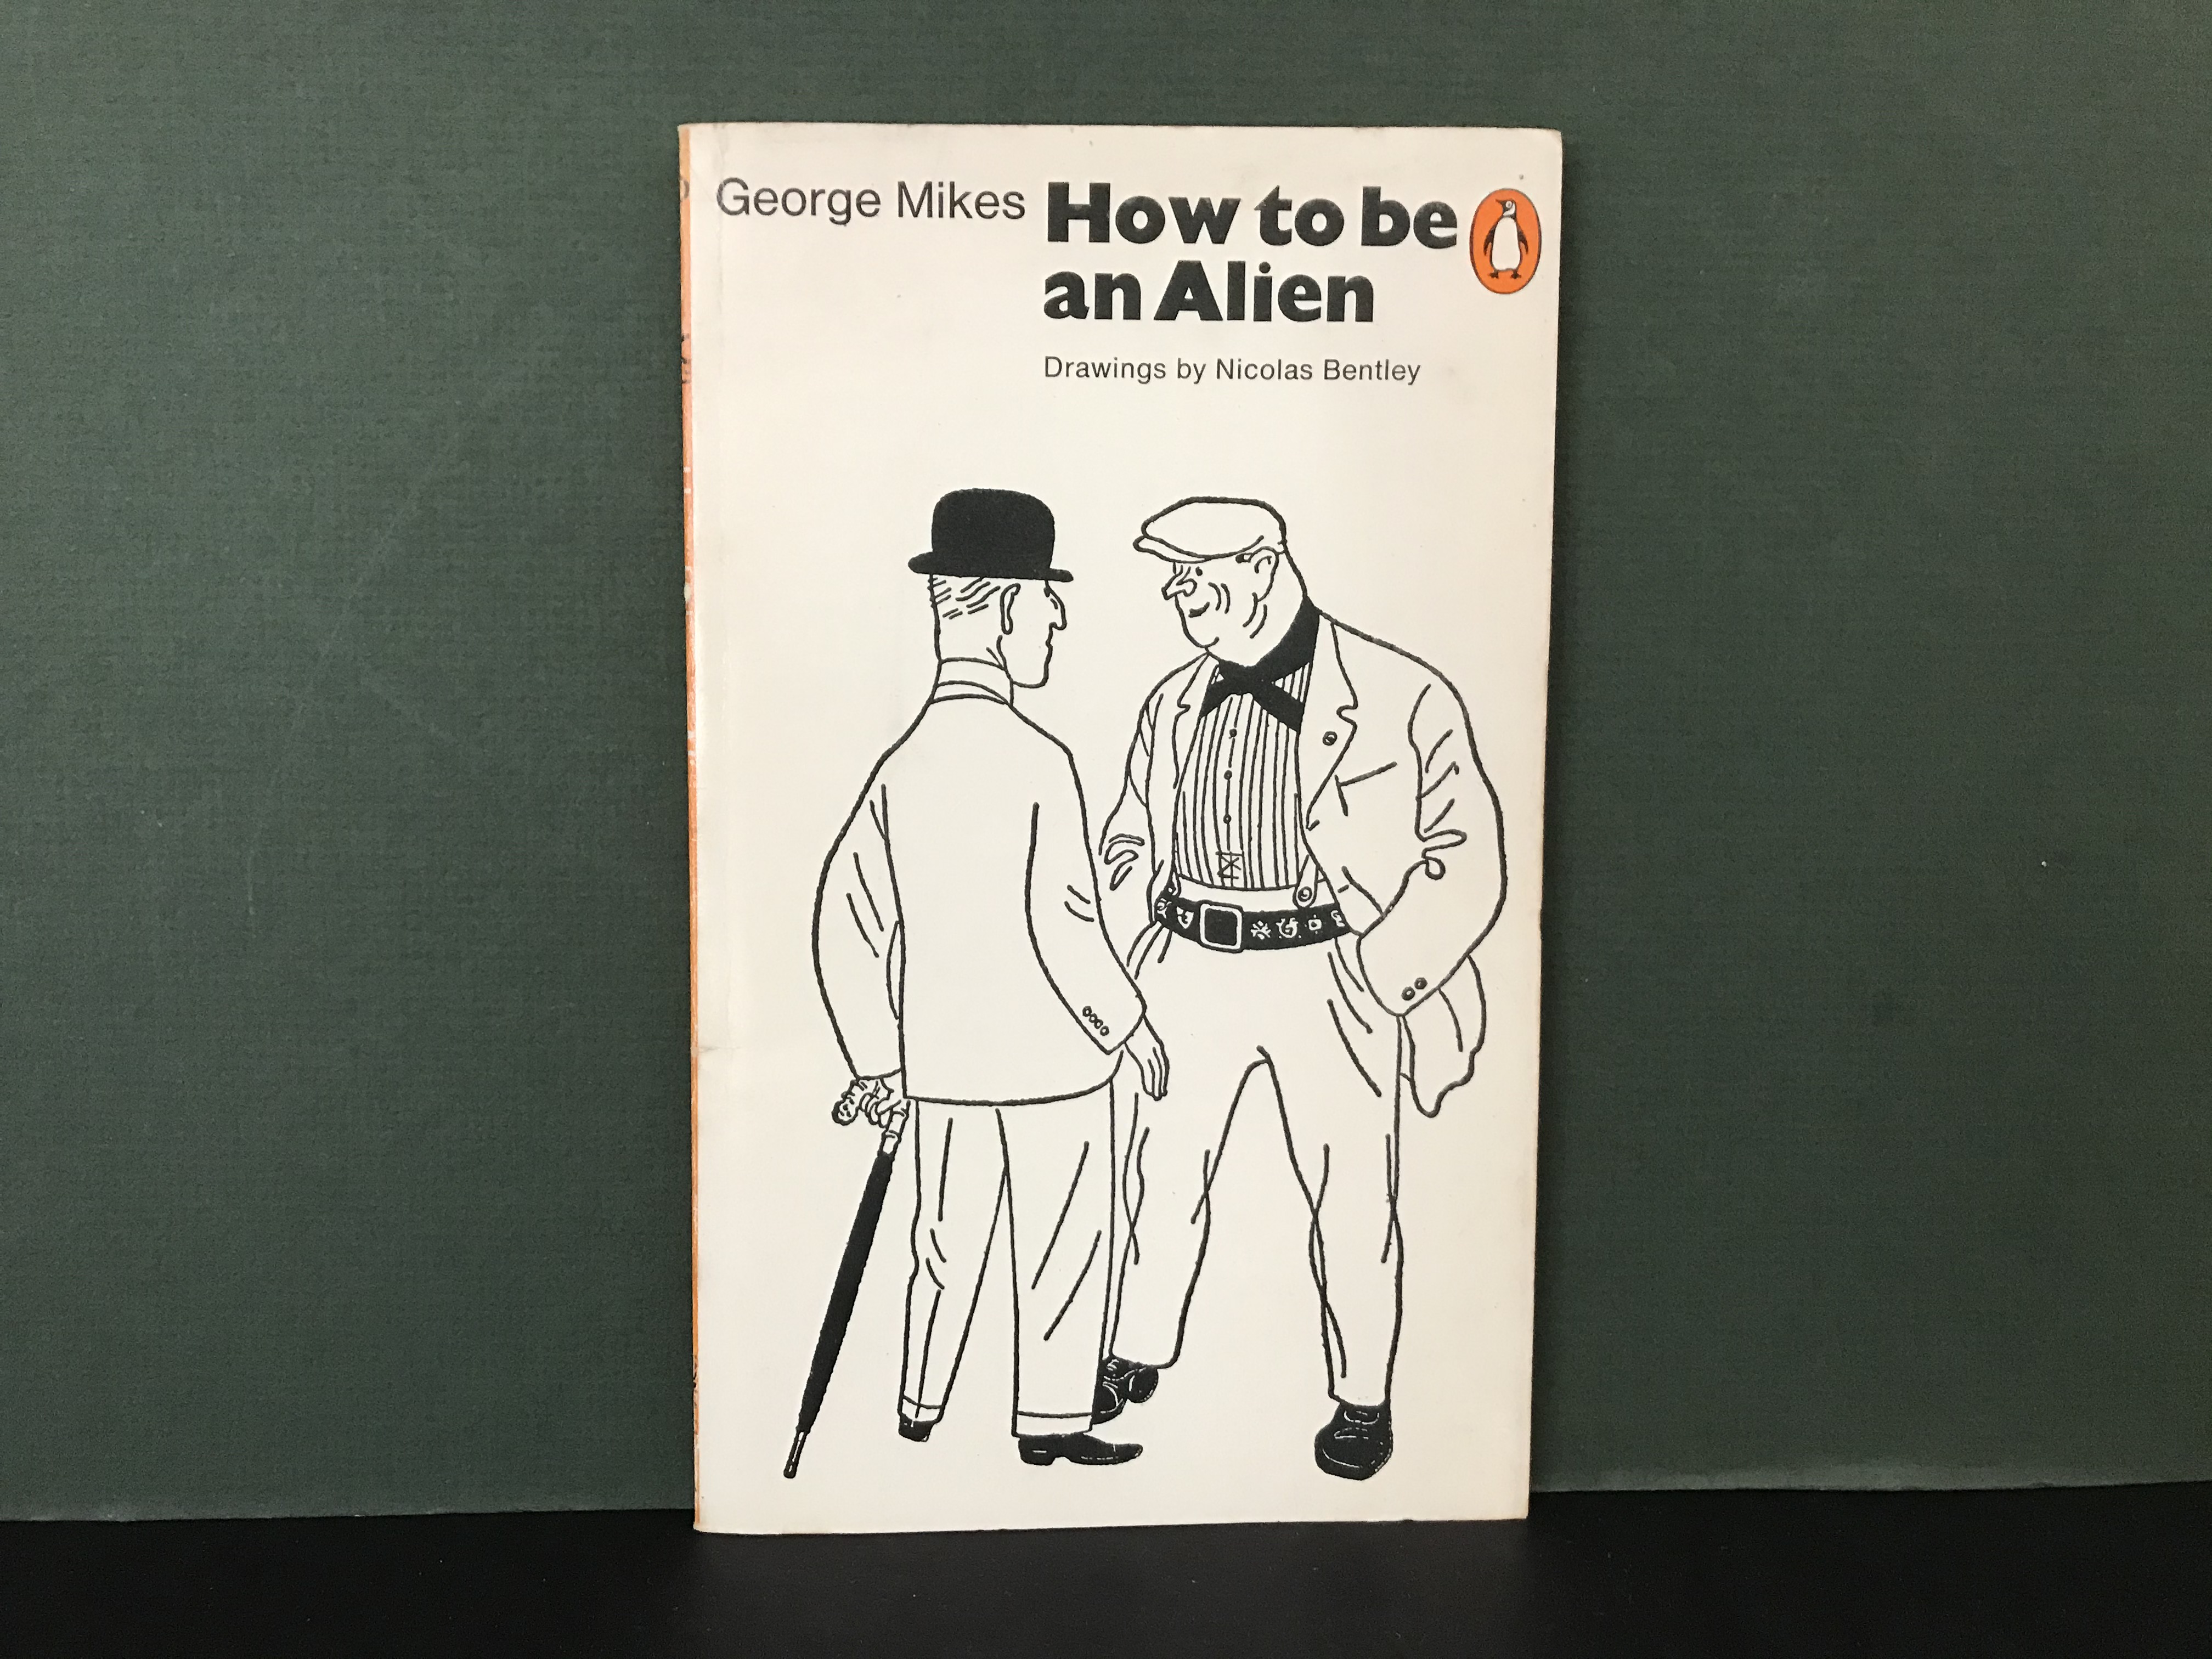 George Mikes
How to be
an Alien
Drawings by Nicolas Bentley